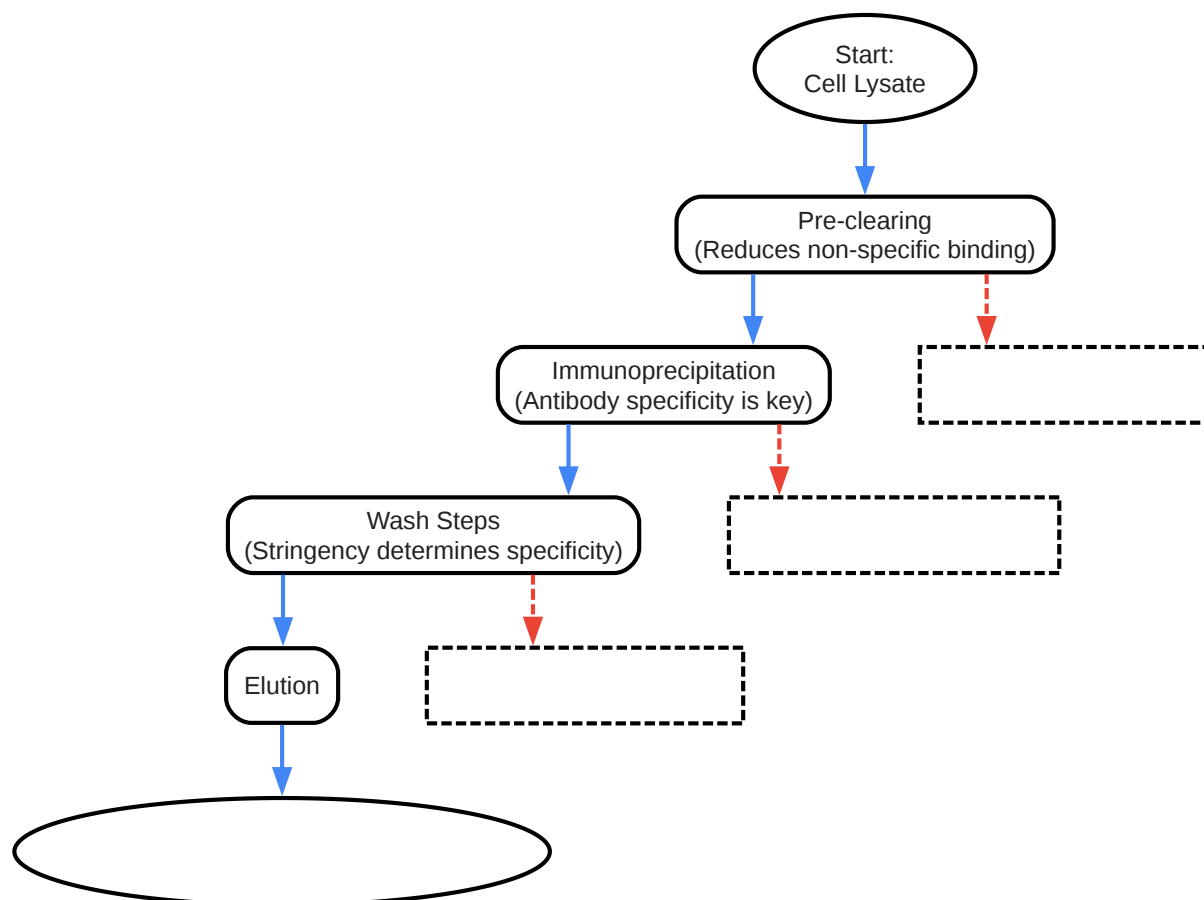 Start:
Cell Lysate
Pre-clearing
(Reduces non-specific binding)
Immunoprecipitation
(Antibody specificity is key)
Wash Steps
(Stringency determines specificity)
Elution